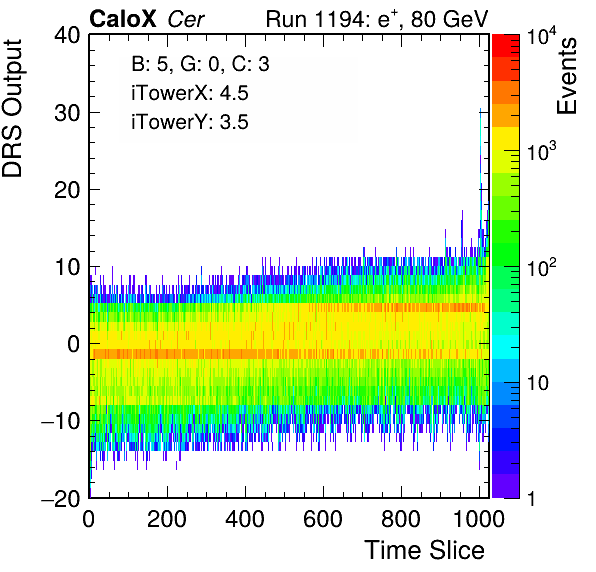 CaloX Cer
Run 1194: e⁺, 80 GeV
B: 5, G: 0, C: 3
iTowerX: 4.5
iTowerY: 3.5
DRS Output
40
30
20
10
0
−10
−20
0 200 400 600 800 1000
Time Slice
Events
10⁴
10³
10²
10
1